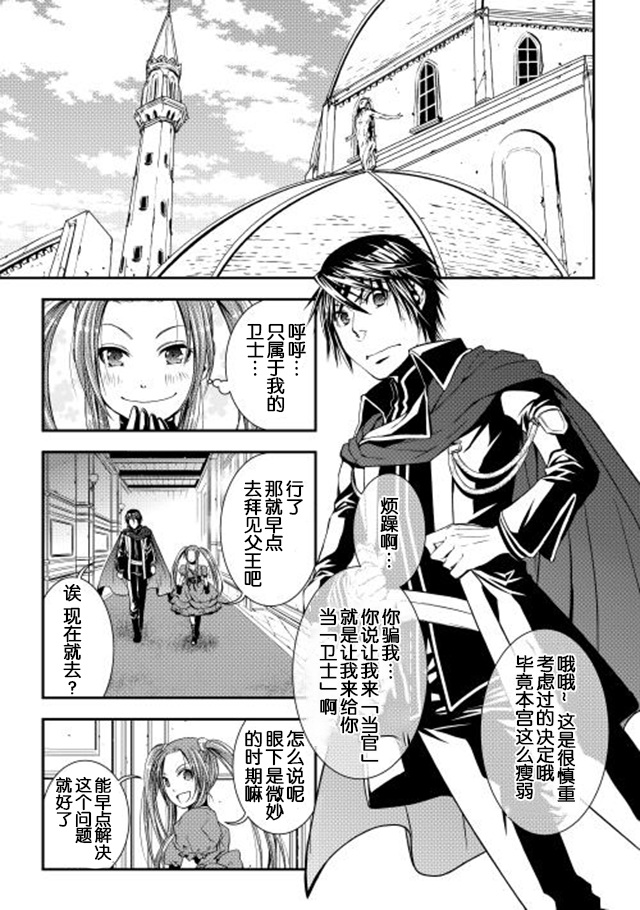 哦哦~ 这是很慎重
考虑过的决定哦
毕竟本宫这么瘦弱
烦躁啊…
你骗我…
你说让我来「当官」
就是让我来给你
当「卫士」啊
呼呼…
只属于我的
卫士…
行了
那就早点
去拜见父王吧
诶 现在就去？
怎么说呢
眼下是微妙
的时期嘛
能早点解决
这个问题
就好了